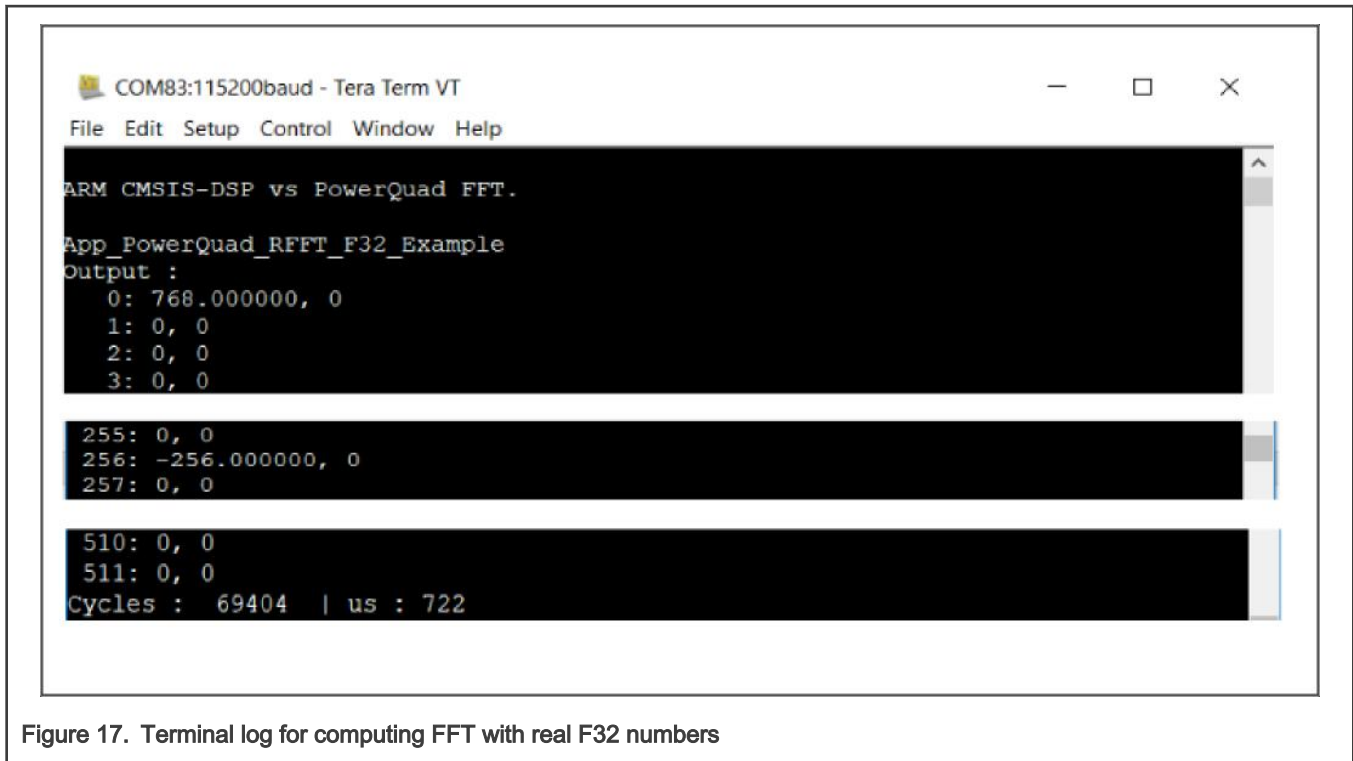 COM83:115200baud - Tera Term VT
File Edit Setup Control Window Help
ARM CMSIS-DSP vs PowerQuad FFT.
App_PowerQuad_RFFT_F32_Example
Output :
0: 768.000000, 0
1: 0, 0
2: 0, 0
3: 0, 0
255: 0, 0
256: -256.000000, 0
257: 0, 0
510: 0, 0
511: 0, 0
Cycles : 69404 | us : 722
Figure 17. Terminal log for computing FFT with real F32 numbers